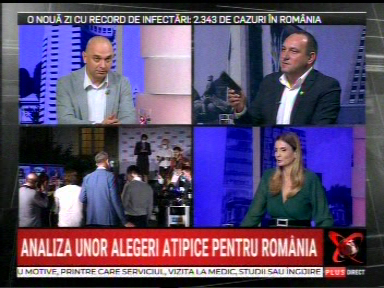 O NOUĂ ZI CU RECORD DE INFECTĂRI: 2.343 DE CAZURI ÎN ROMÂNIA
ANALIZA UNOR ALEGERI ATIPICE PENTRU ROMÂNIA
U MOTIVE, PRINTRE CARE SERVICIUL, VIZITA LA MEDIC, STUDII SAU ÎNGIJIRE
PLUS DIRECT